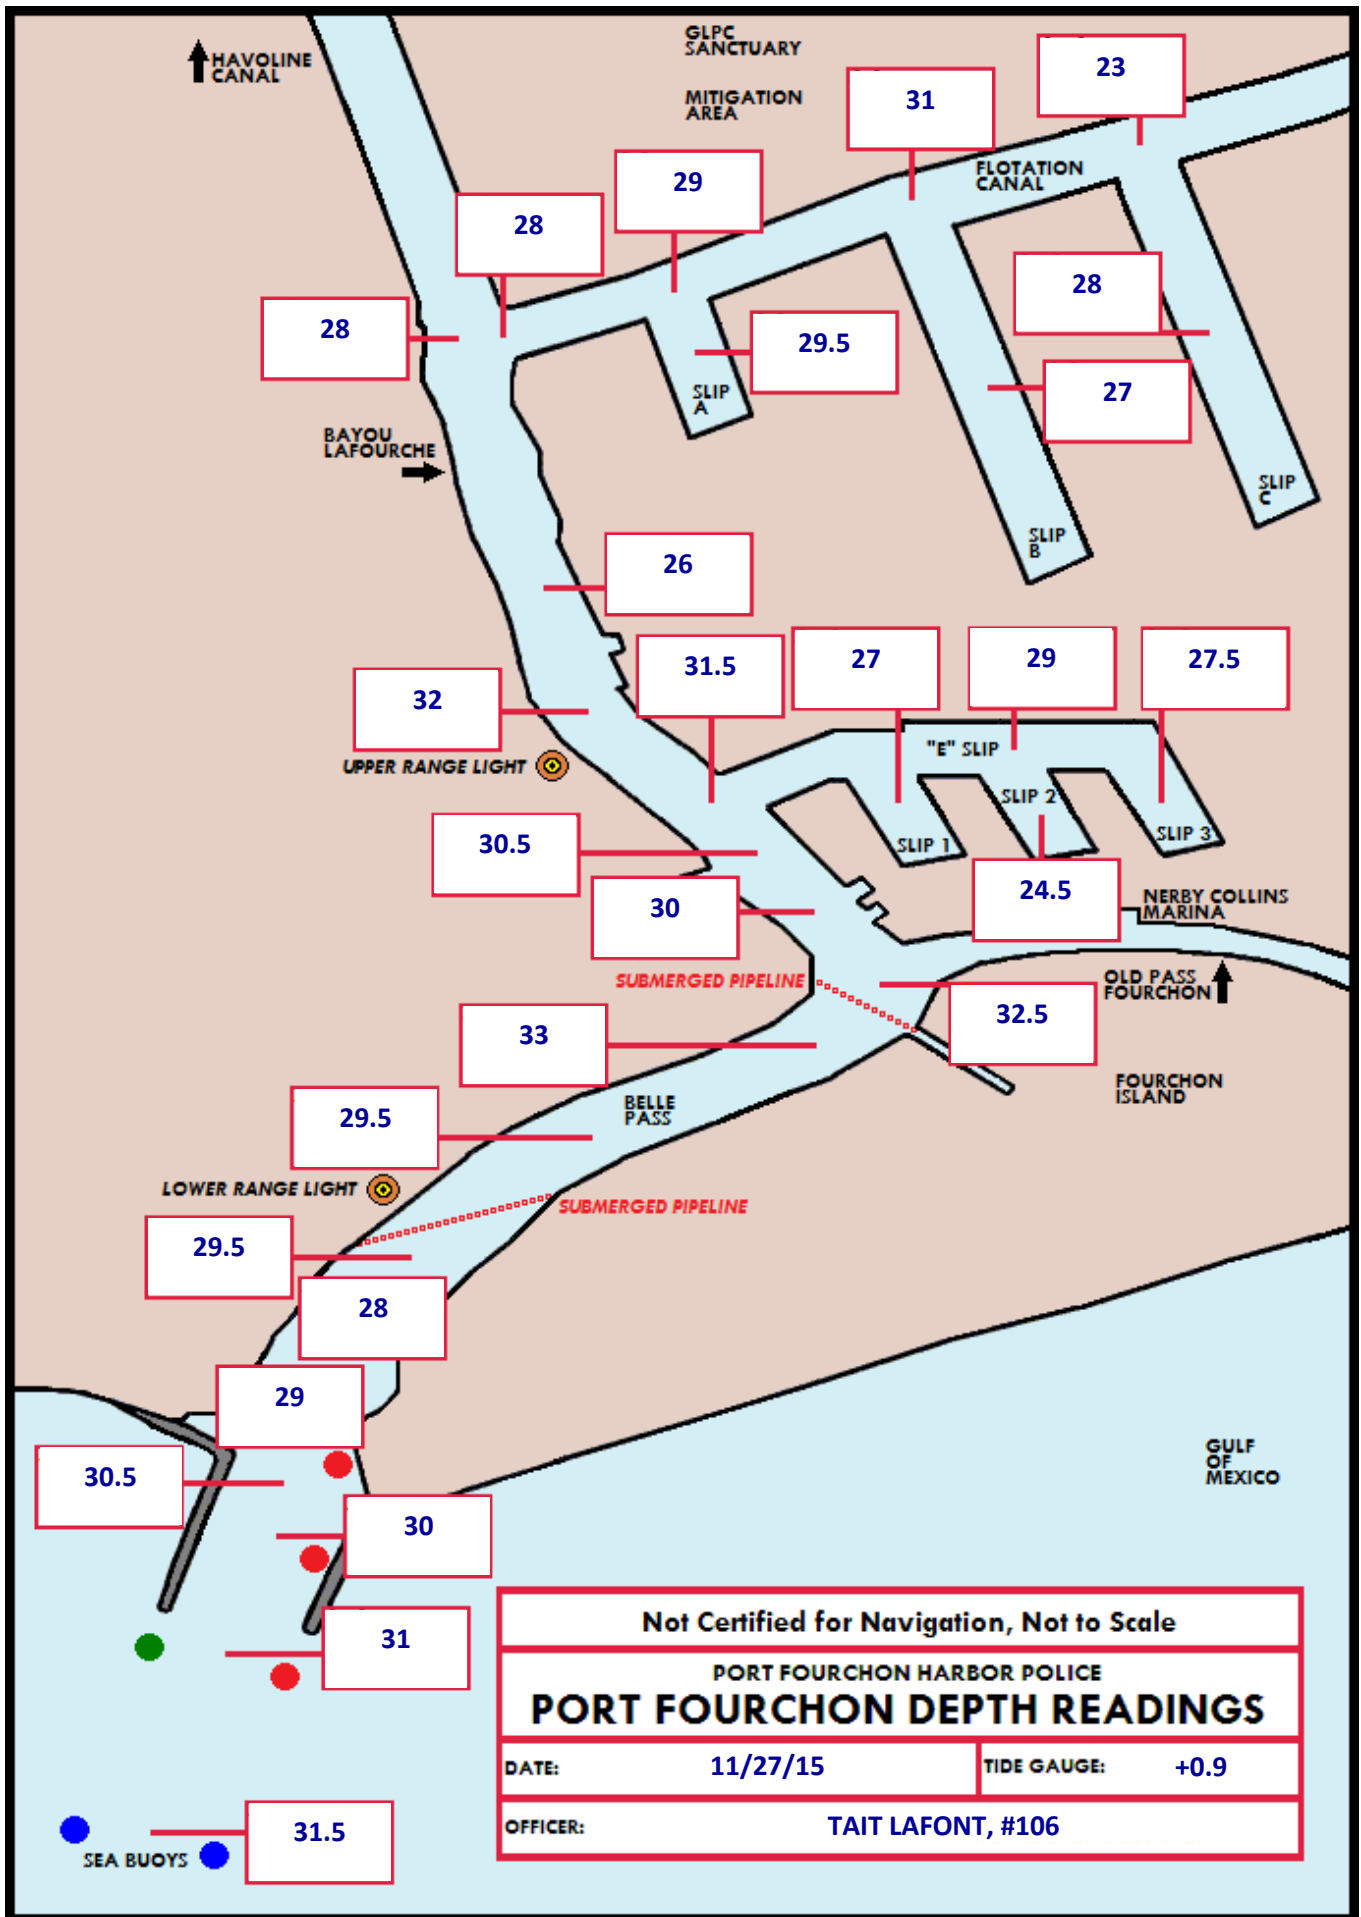 HAVOLINE
CANAL
GLPC
SANCTUARY
MITIGATION
AREA
23
31
FLOTATION
CANAL
29
28
28
28
29.5
27
SLIP
A
BAYOU
LAFOURCHE
SLIP
C
SLIP
B
26
31.5
27
29
27.5
32
"E" SLIP
UPPER RANGE LIGHT
SLIP 2
SLIP 1
SLIP 3
30.5
24.5
30
NERBY COLLINS
MARINA
SUBMERGED PIPELINE
OLD PASS
FOURCHON
32.5
33
FOURCHON
ISLAND
BELLE
PASS
29.5
LOWER RANGE LIGHT
SUBMERGED PIPELINE
29.5
28
29
GULF
OF
MEXICO
30.5
30
31
31.5
SEA BUOYS
Not Certified for Navigation, Not to Scale
PORT FOURCHON HARBOR POLICE
PORT FOURCHON DEPTH READINGS
DATE: 11/27/15 TIDE GAUGE: +0.9
OFFICER: TAIT LAFONT, #106